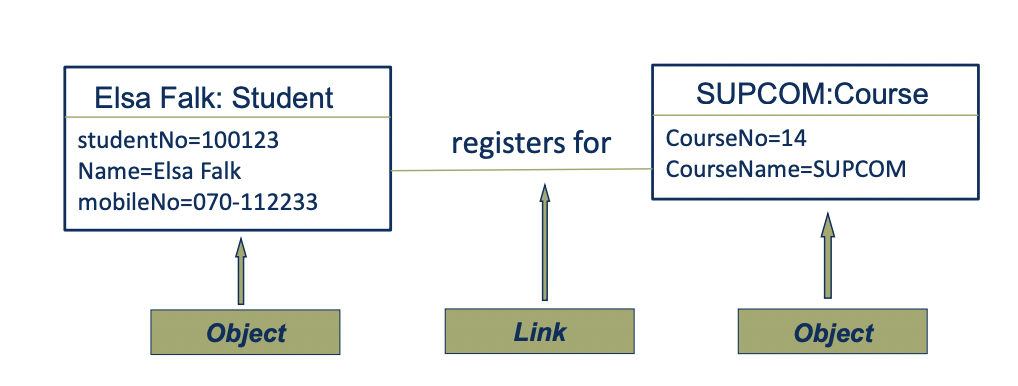 Elsa Falk: Student
studentNo=100123
Name=Elsa Falk
mobileNo=070-112233
registers for
SUPCOM:Course
CourseNo=14
CourseName=SUPCOM
Object
Link
Object